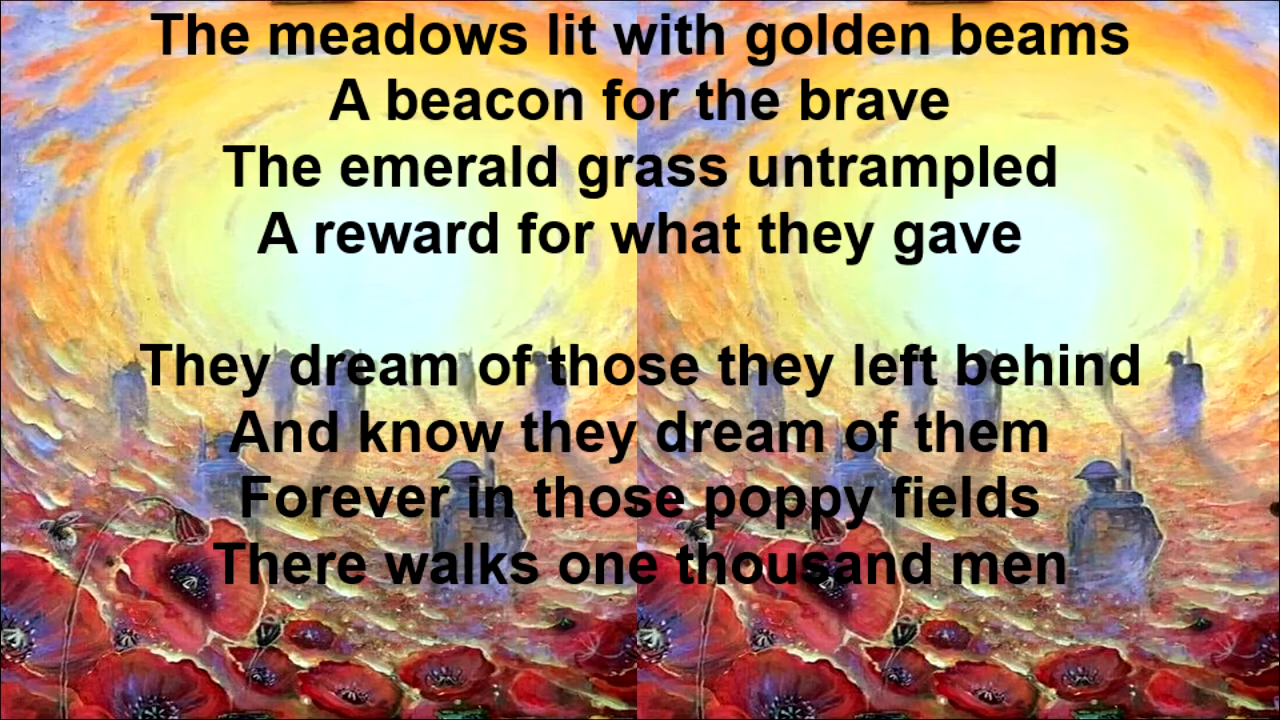 The meadows lit with golden beams
A beacon for the brave
The emerald grass untrampled
A reward for what they gave
They dream of those they left behind
And know they dream of them
Forever in those poppy fields
There walks one thousand men